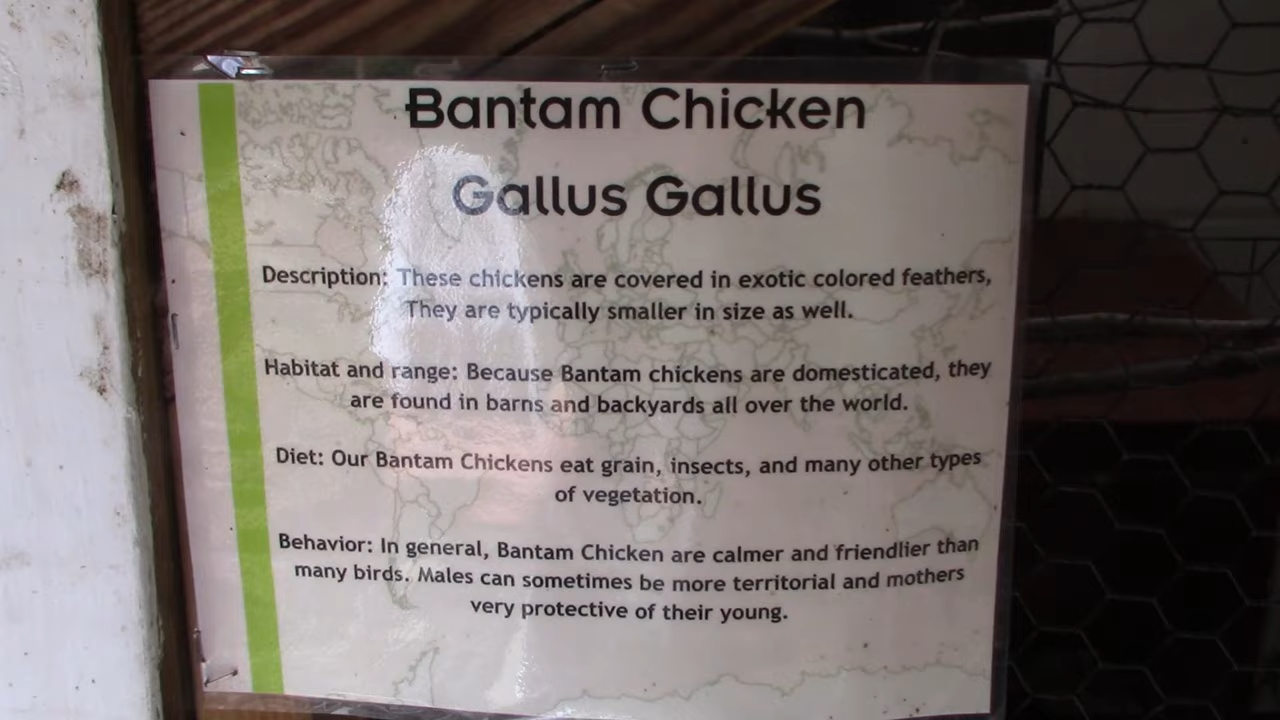 Bantam Chicken
Gallus Gallus
Description: These chickens are covered in exotic colored feathers,
They are typically smaller in size as well.
Habitat and range: Because Bantam chickens are domesticated, they
are found in barns and backyards all over the world.
Diet: Our Bantam Chickens eat grain, insects, and many other types
of vegetation.
Behavior: In general, Bantam Chicken are calmer and friendlier than
many birds. Males can sometimes be more territorial and mothers
very protective of their young.